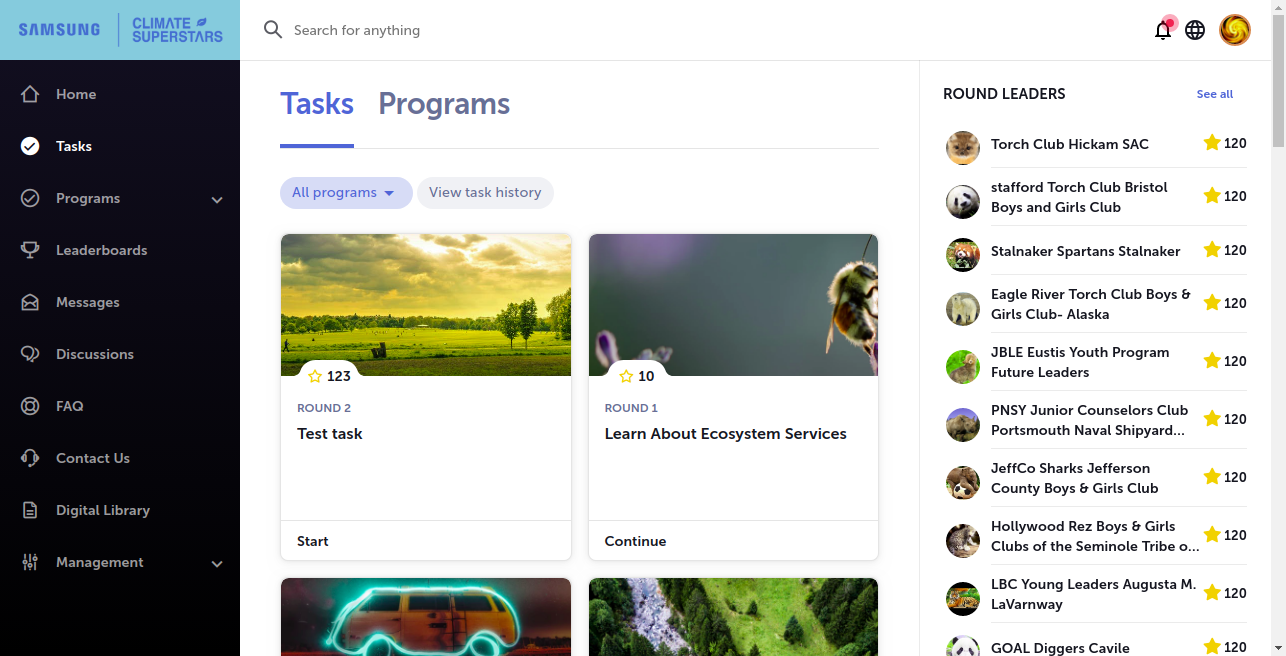 SAMSUNG
CLIMATE
SUPERSTARS
Search for anything
Home
Tasks
Programs
Leaderboards
Messages
Discussions
FAQ
Contact Us
Digital Library
Management
Tasks
Programs
All programs
View task history
123
ROUND 2
Test task
Start
10
ROUND 1
Learn About Ecosystem Services
Continue
ROUND LEADERS
See all
Torch Club Hickam SAC
120
stafford Torch Club Bristol
Boys and Girls Club
120
Stalnaker Spartans Stalnaker
120
Eagle River Torch Club Boys &
Girls Club- Alaska
120
JBLE Eustis Youth Program
Future Leaders
120
PNSY Junior Counselors Club
Portsmouth Naval Shipyard...
120
JeffCo Sharks Jefferson
County Boys & Girls Club
120
Hollywood Rez Boys & Girls
Clubs of the Seminole Tribe o...
120
LBC Young Leaders Augusta M.
LaVarnway
120
GOAL Diggers Cavile
120